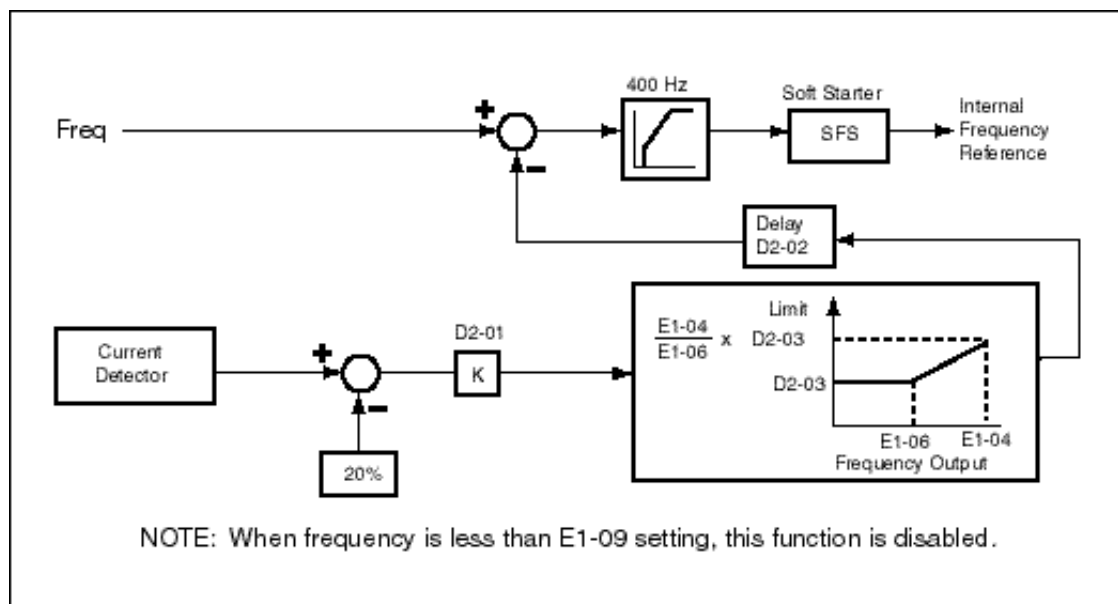 400 Hz
Soft Starter
Freq
+
−
SFS
Internal
Frequency
Reference
Delay
D2-02
Current
Detector
+
−
20%
D2-01
K
E1-04
E1-06
x
D2-03
Limit
D2-03
E1-06
E1-04
Frequency Output
NOTE: When frequency is less than E1-09 setting, this function is disabled.